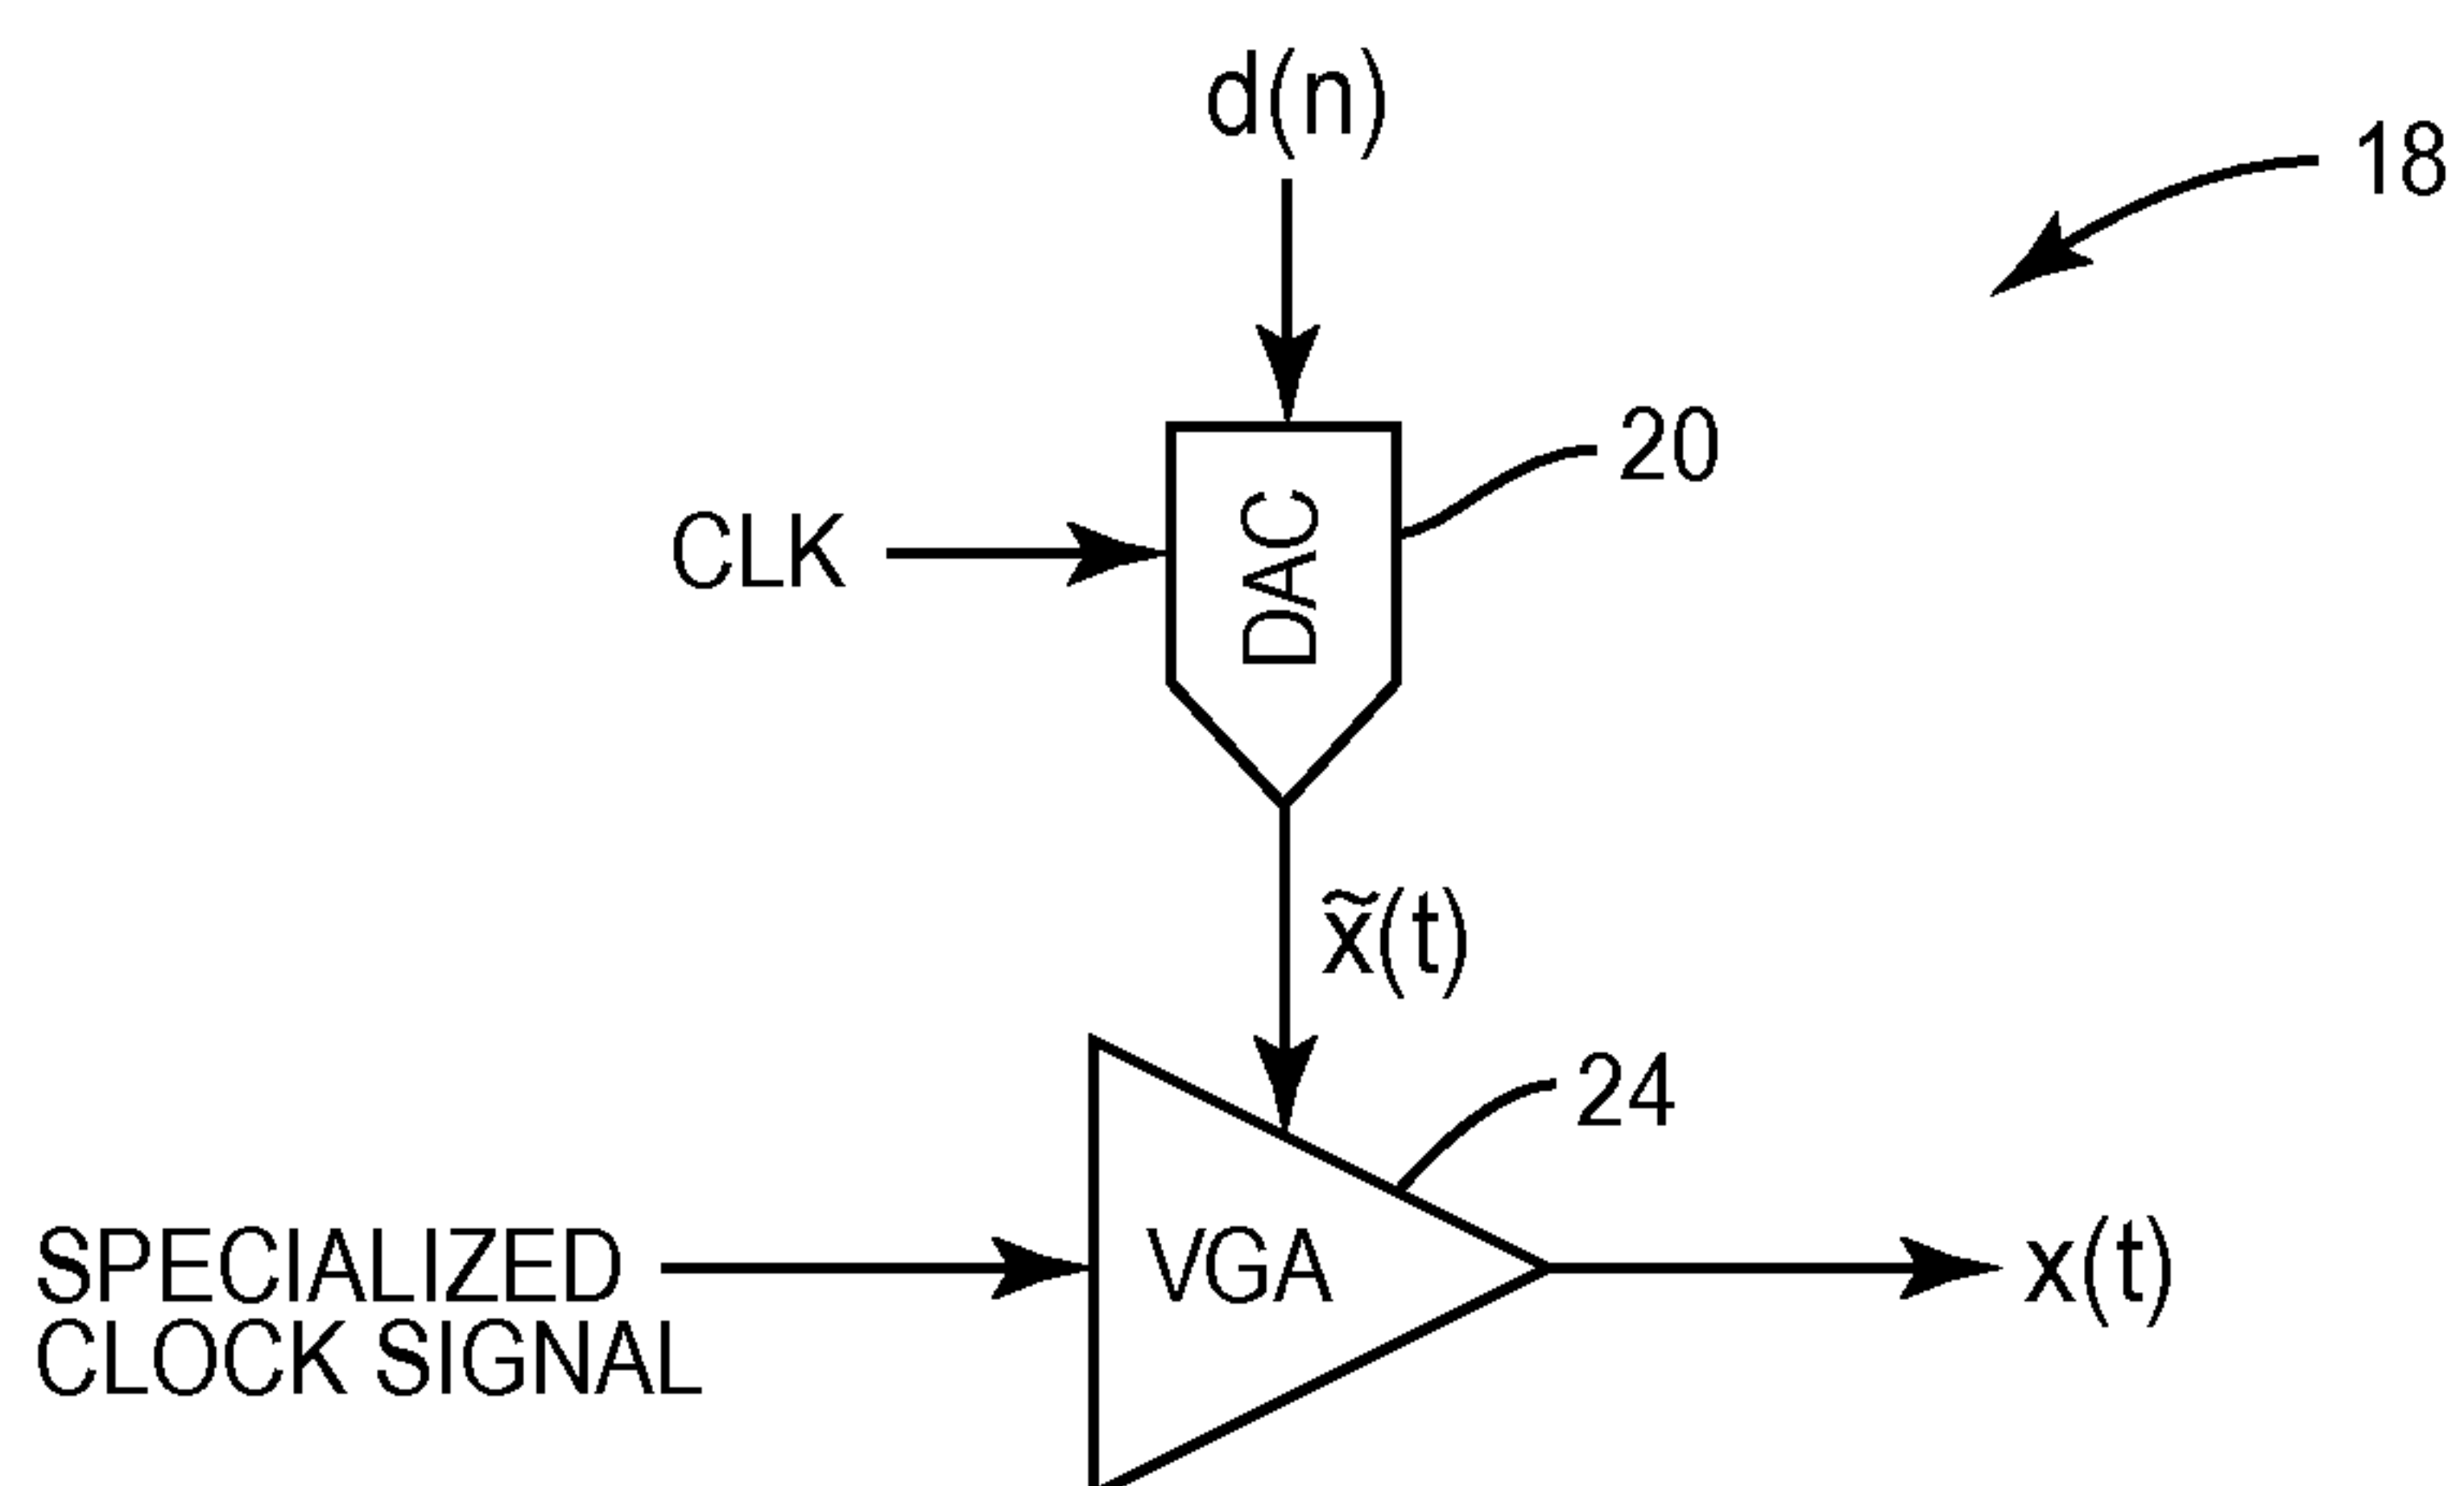 d(n)
18
20
CLK
DAC
x̃(t)
24
SPECIALIZED
CLOCK SIGNAL
VGA
x(t)